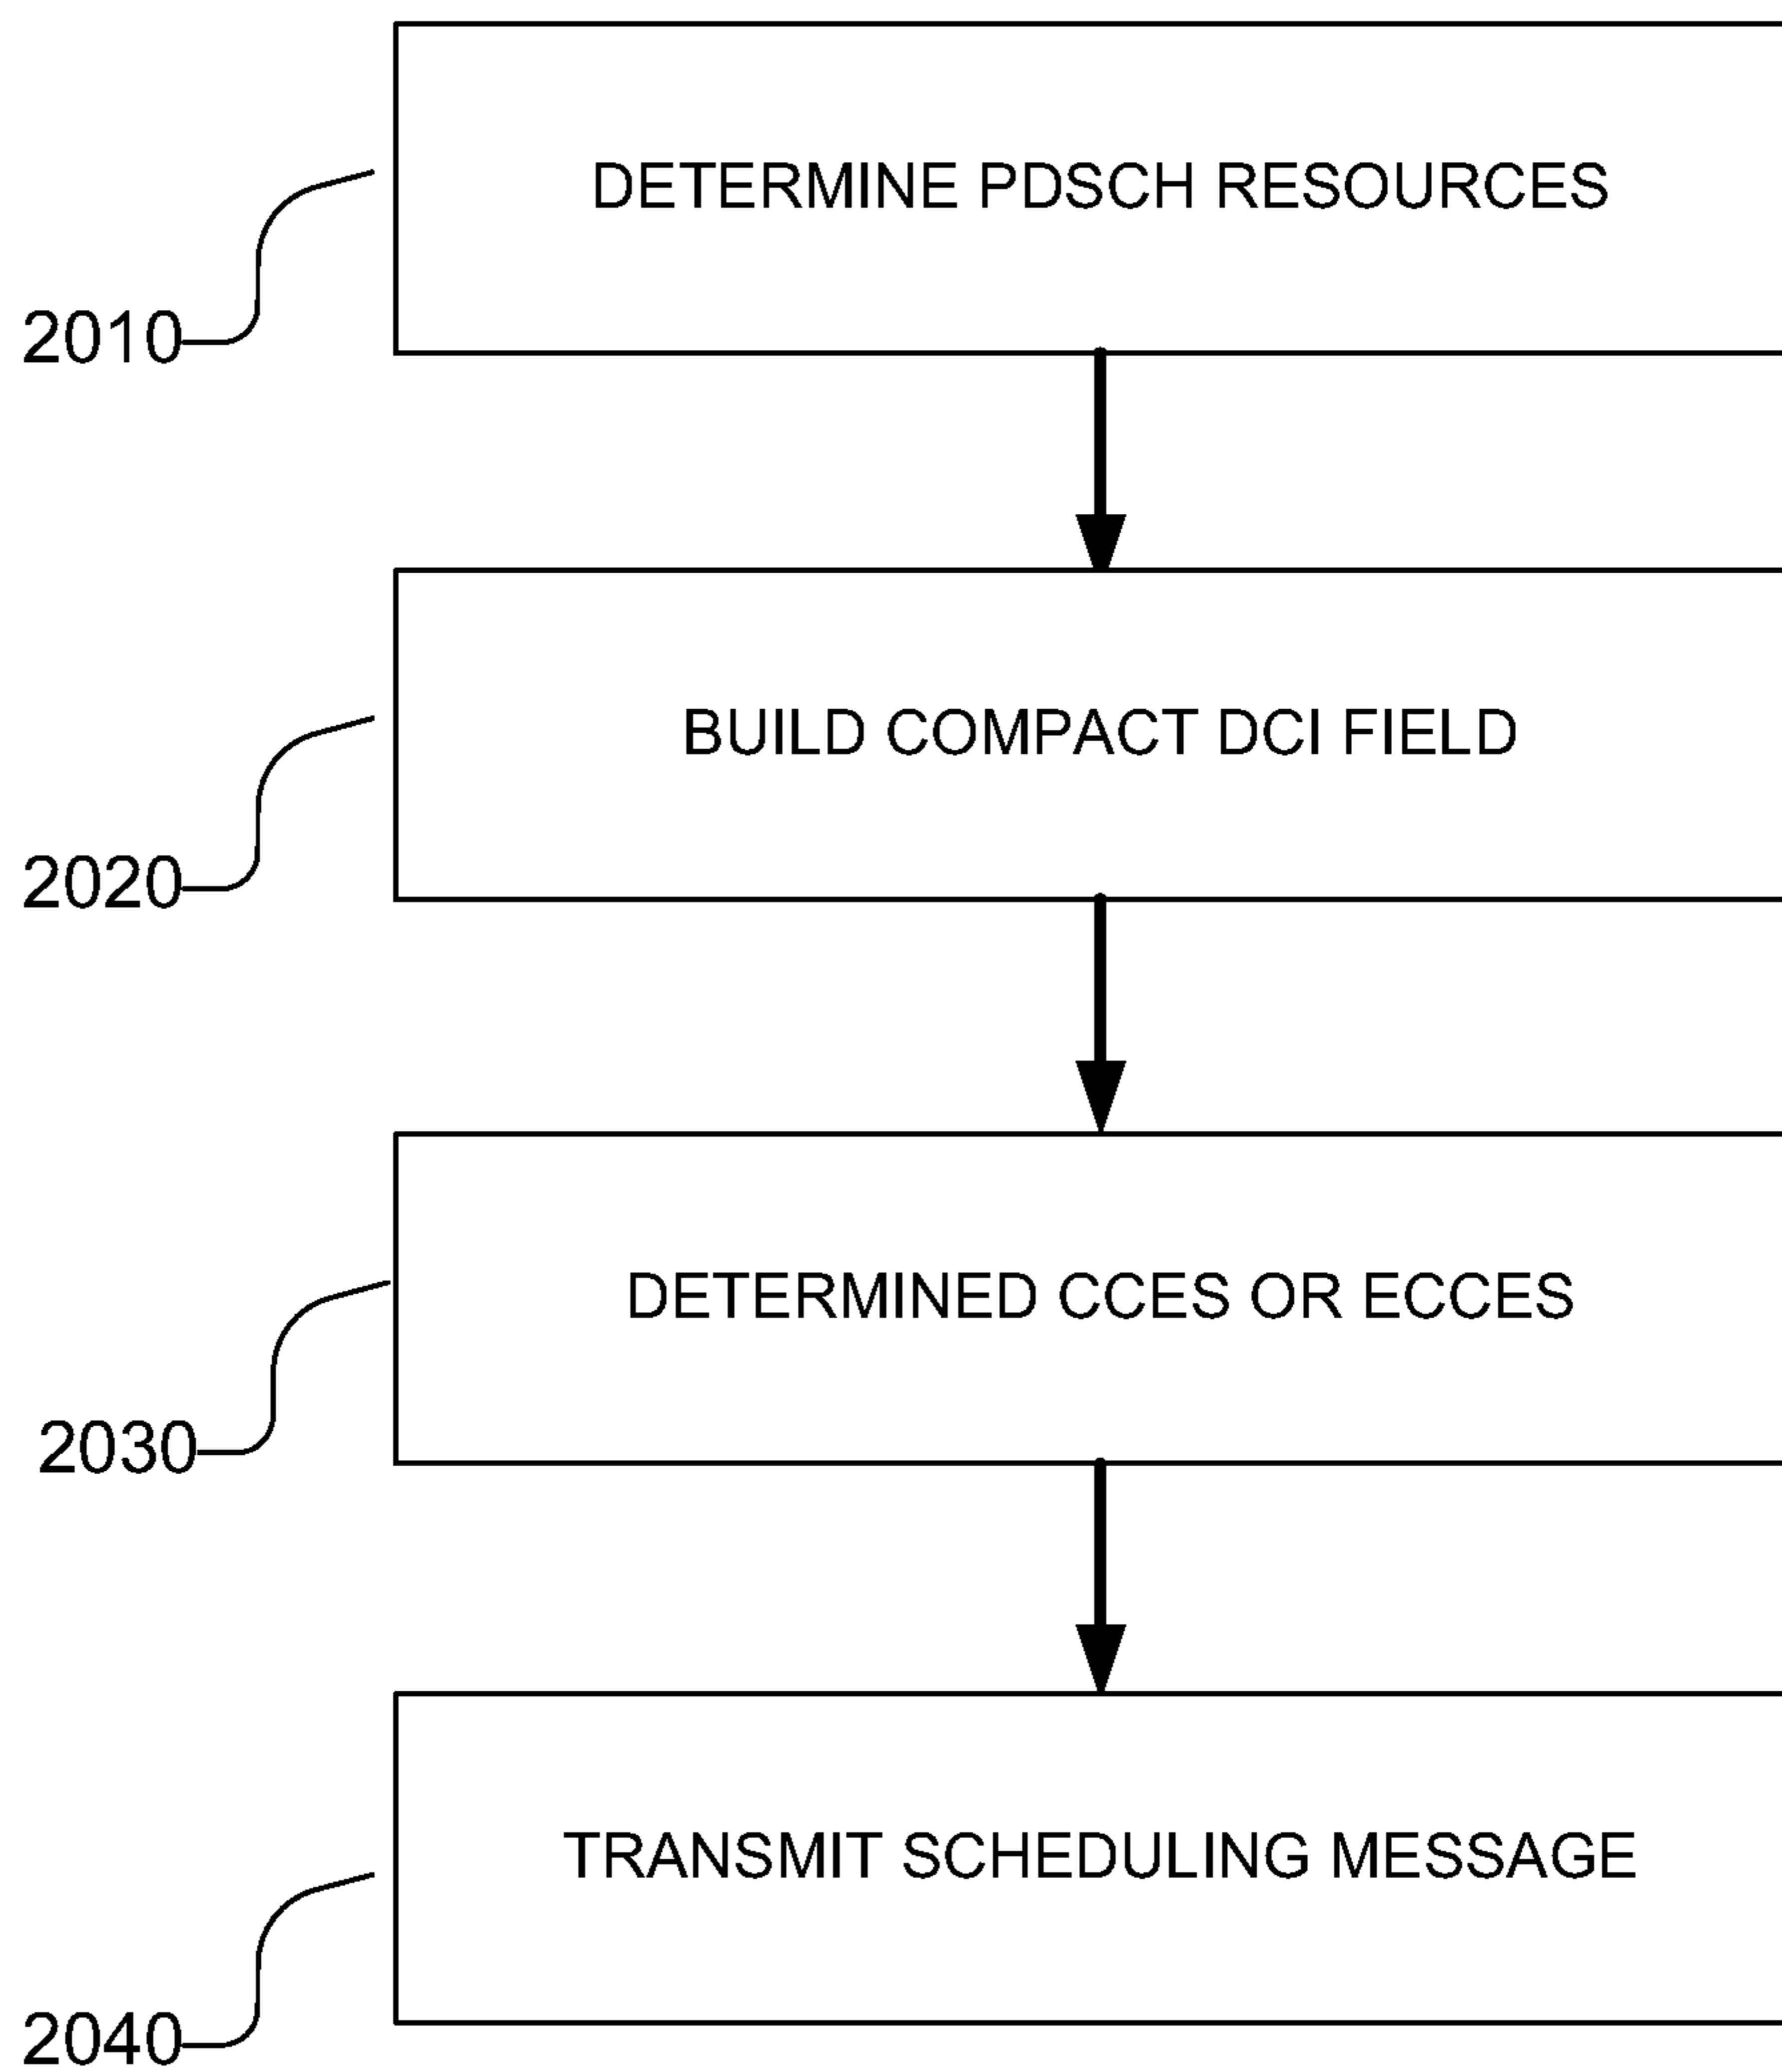 DETERMINE PDSCH RESOURCES
2010
BUILD COMPACT DCI FIELD
2020
DETERMINED CCES OR ECCES
2030
TRANSMIT SCHEDULING MESSAGE
2040